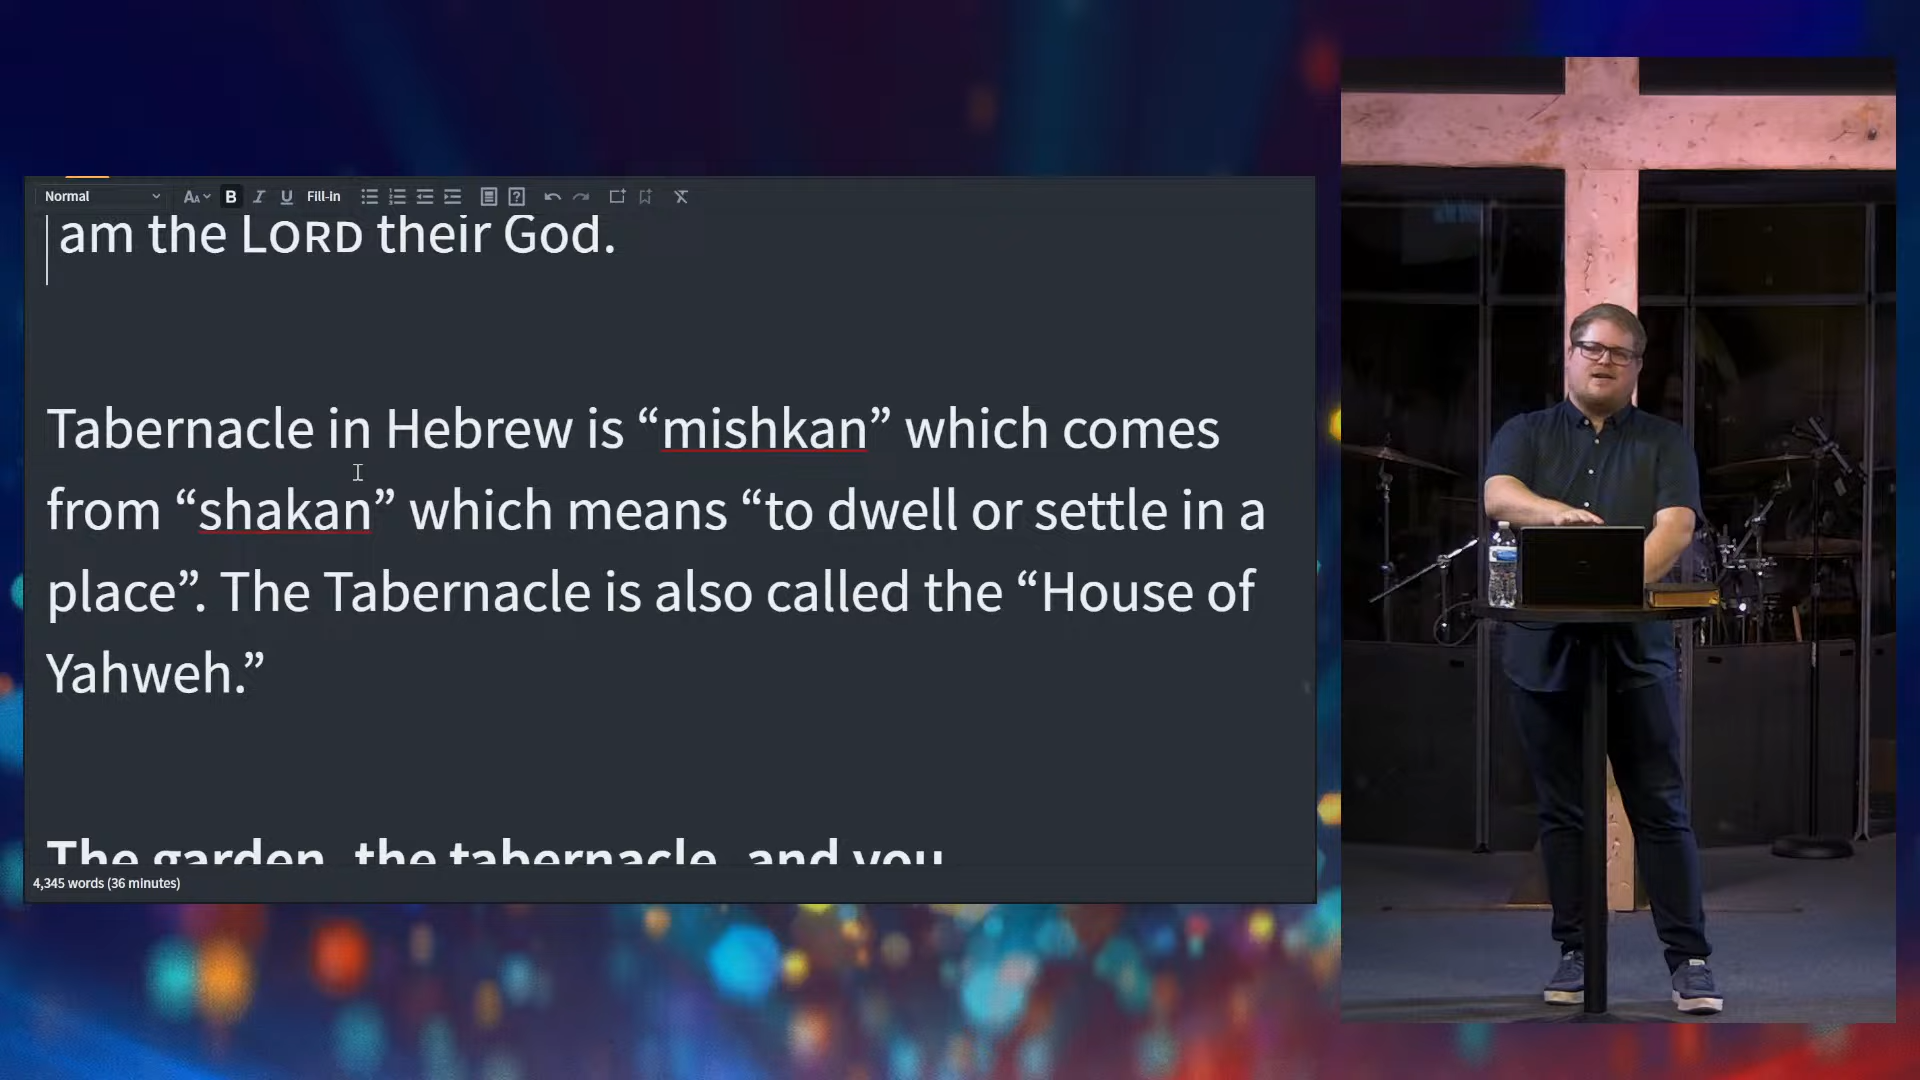 Normal
AA B I U Fill-in
am the LORD their God.
Tabernacle in Hebrew is “mishkan” which comes
from “shakan” which means “to dwell or settle in a
place”. The Tabernacle is also called the “House of
Yahweh.”
The garden, the tabernacle, and you
4,345 words (36 minutes)